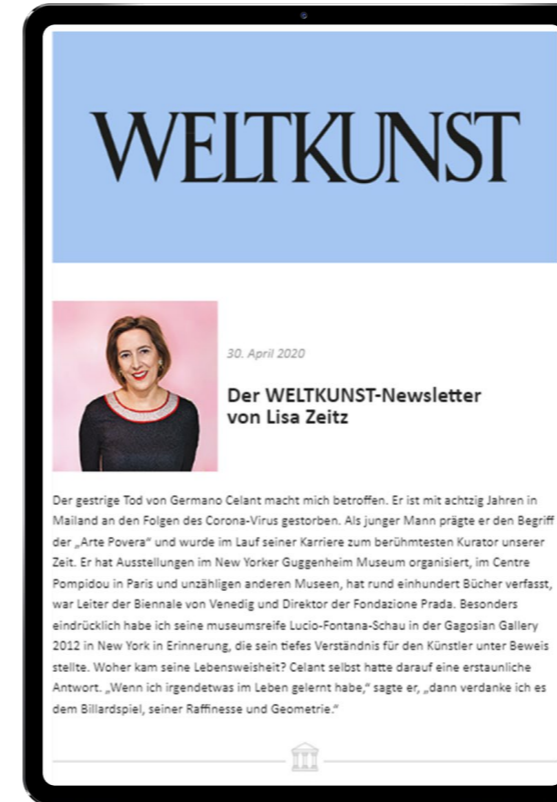 WELTKUNST
30. April 2020
Der WELTKUNST-Newsletter
von Lisa Zeitz
Der gestrige Tod von Germano Celant macht mich betroffen. Er ist mit achtzig Jahren in
Mailand an den Folgen des Corona-Virus gestorben. Als junger Mann prägte er den Begriff
der „Arte Povera“ und wurde im Lauf seiner Karriere zum berühmtesten Kurator unserer
Zeit. Er hat Ausstellungen im New Yorker Guggenheim Museum organisiert, im Centre
Pompidou in Paris und unzähligen anderen Museen, hat rund einhundert Bücher verfasst,
war Leiter der Biennale von Venedig und Direktor der Fondazione Prada. Besonders
eindrücklich habe ich seine museumsreife Lucio-Fontana-Schau in der Gagosian Gallery
2012 in New York in Erinnerung, die sein tiefes Verständnis für den Künstler unter Beweis
stellte. Woher kam seine Lebensweisheit? Celant selbst hatte darauf eine erstaunliche
Antwort. „Wenn ich irgendetwas im Leben gelernt habe,“ sagte er, „dann verdanke ich es
dem Billardspiel, seiner Raffinesse und Geometrie.“